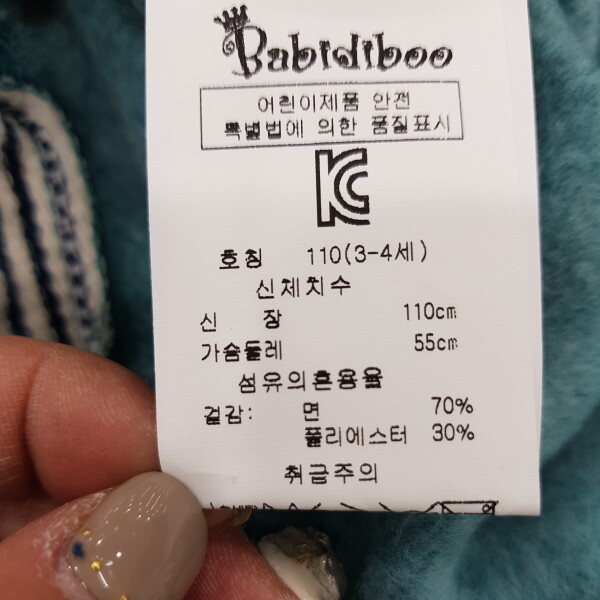 Babidiboo
어린이제품 안전
특별법에 의한 품질표시
KC
호칭 110(3-4세)
신체치수
신 장 110cm
가슴둘레 55cm
섬유의혼용율
겉감: 면 70%
폴리에스터 30%
취급주의